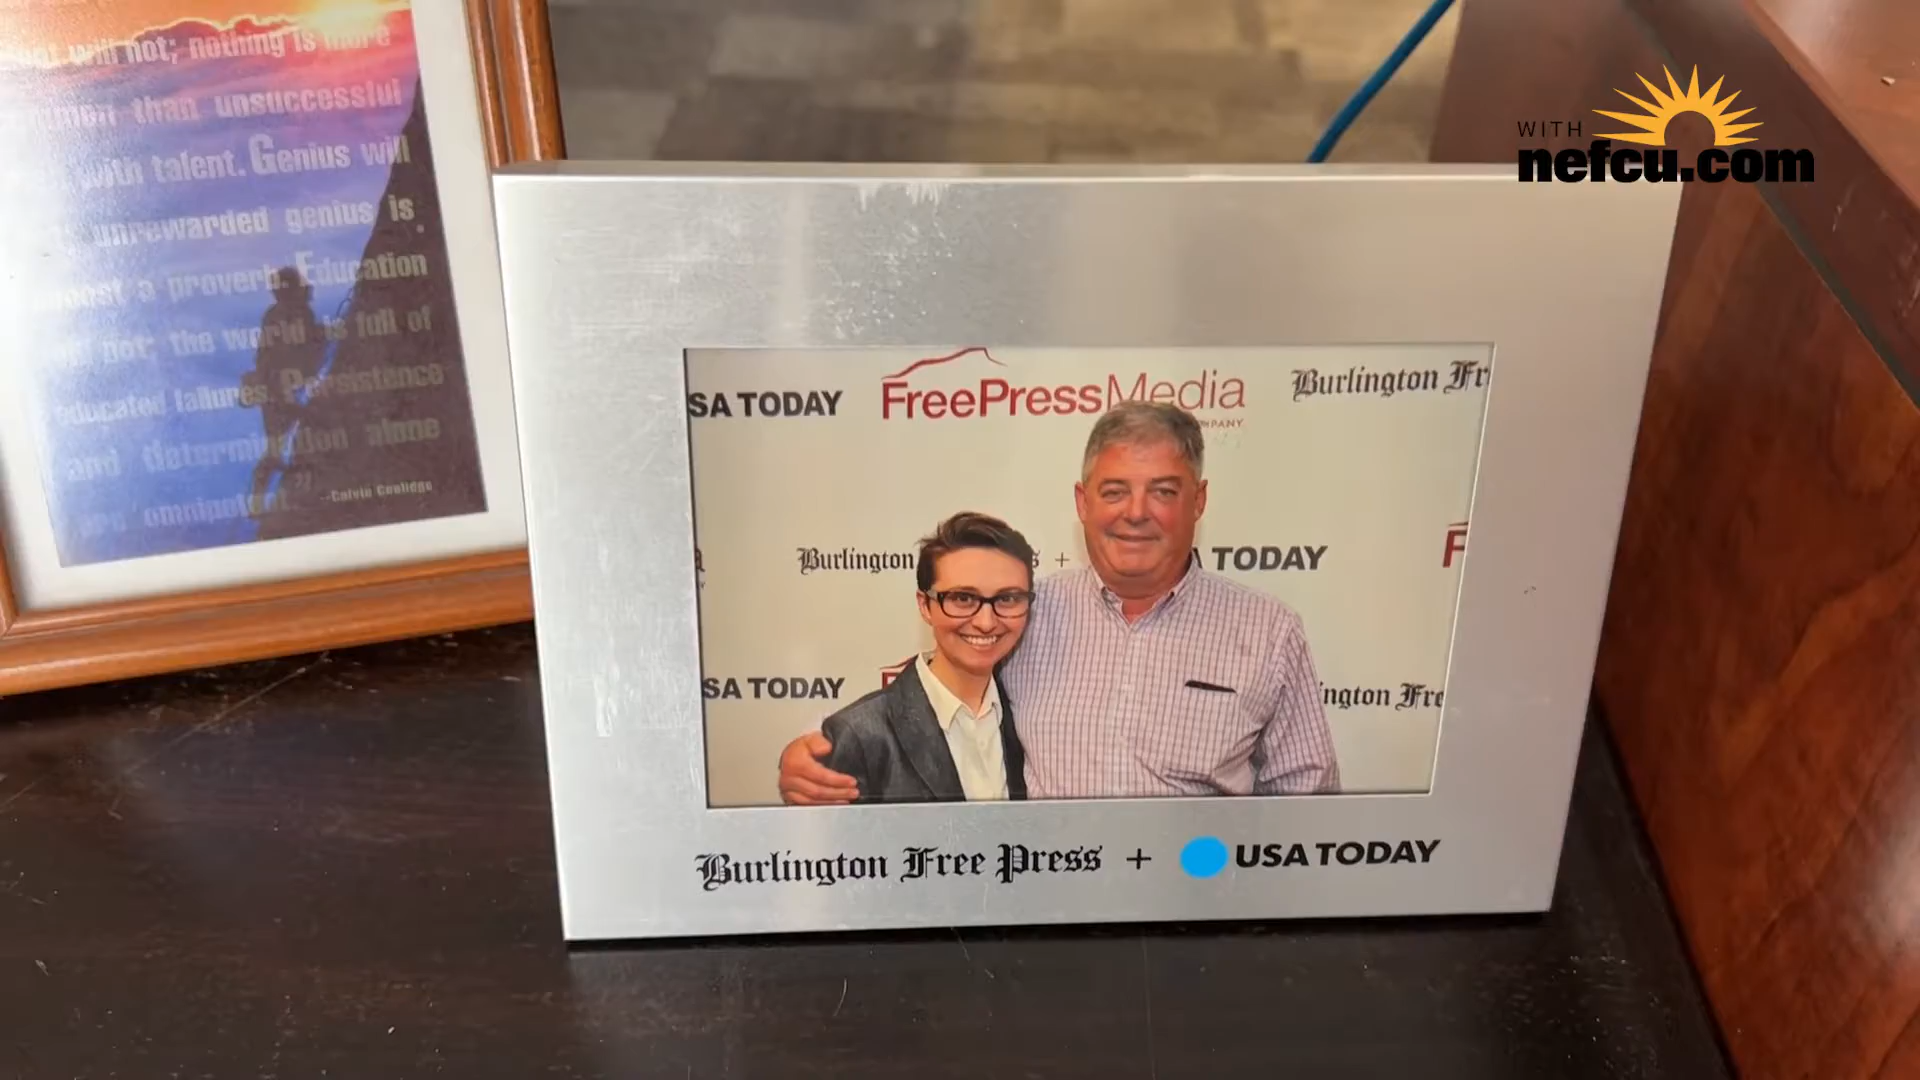 will not; nothing is more
than unsuccessful
with talent. Genius will
unrewarded genius is
a proverb. Education
not; the world is full of
educated failures. Persistence
and determination alone
omnipotent."
--Calvin Coolidge
WITH
nefcu.com
SA TODAY
FreePressMedia
Burlington Fr
Burlington
+
A TODAY
F
SA TODAY
ington Fre
Burlington Free Press + USA TODAY